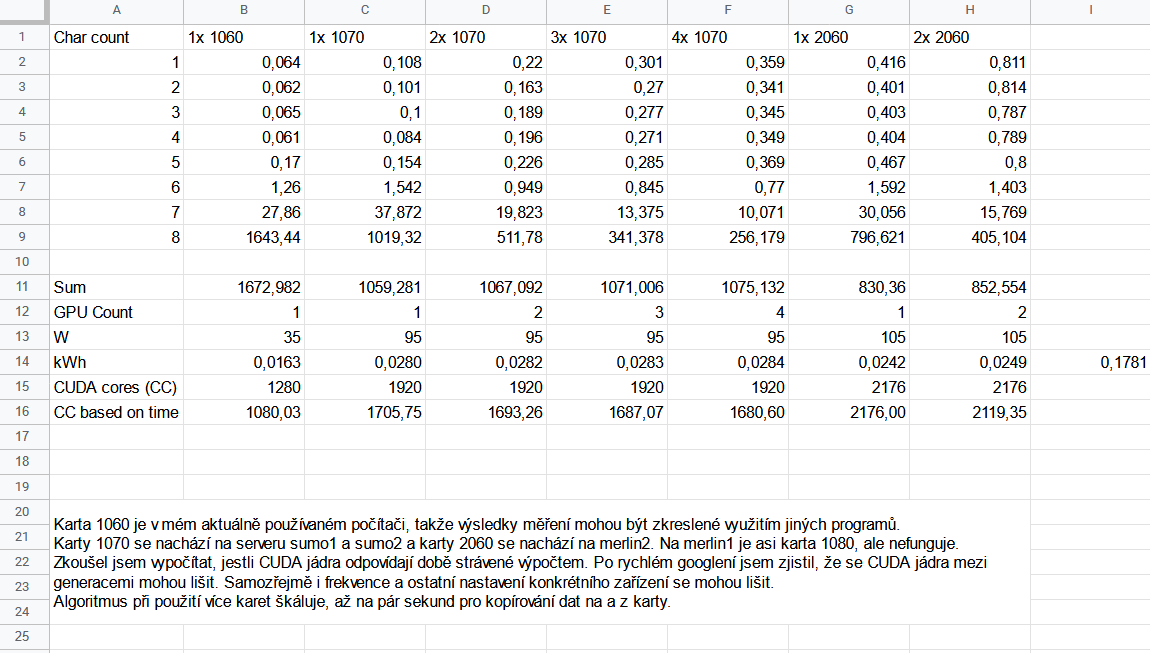 A B C D E F G H I
1 Char count 1x 1060 1x 1070 2x 1070 3x 1070 4x 1070 1x 2060 2x 2060
2 1 0,064 0,108 0,22 0,301 0,359 0,416 0,811
3 2 0,062 0,101 0,163 0,27 0,341 0,401 0,814
4 3 0,065 0,1 0,189 0,277 0,345 0,403 0,787
5 4 0,061 0,084 0,196 0,271 0,349 0,404 0,789
6 5 0,17 0,154 0,226 0,285 0,369 0,467 0,8
7 6 1,26 1,542 0,949 0,845 0,77 1,592 1,403
8 7 27,86 37,872 19,823 13,375 10,071 30,056 15,769
9 8 1643,44 1019,32 511,78 341,378 256,179 796,621 405,104
10
11 Sum 1672,982 1059,281 1067,092 1071,006 1075,132 830,36 852,554
12 GPU Count 1 1 2 3 4 1 2
13 W 35 95 95 95 95 105 105
14 kWh 0,0163 0,0280 0,0282 0,0283 0,0284 0,0242 0,0249 0,1781
15 CUDA cores (CC) 1280 1920 1920 1920 1920 2176 2176
16 CC based on time 1080,03 1705,75 1693,26 1687,07 1680,60 2176,00 2119,35
17
18
19
20
Karta 1060 je v mém aktuálně používaném počítači, takže výsledky měření mohou být zkreslené využitím jiných programů.
21
Karty 1070 se nachází na serveru sumo1 a sumo2 a karty 2060 se nachází na merlin2. Na merlin1 je asi karta 1080, ale nefunguje.
22
Zkoušel jsem vypočítat, jestli CUDA jádra odpovídají době strávené výpočtem. Po rychlém googlení jsem zjistil, že se CUDA jádra mezi
23
generacemi mohou lišit. Samozřejmě i frekvence a ostatní nastavení konkrétního zařízení se mohou lišit.
24
Algoritmus při použití více karet škáluje, až na pár sekund pro kopírování dat na a z karty.
25